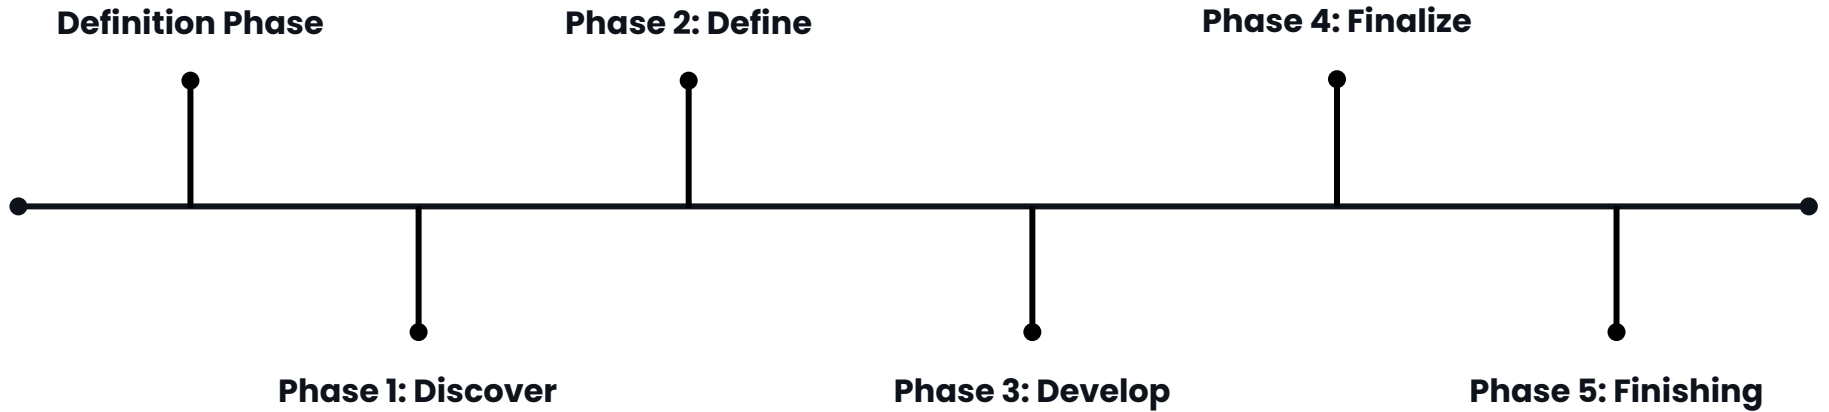 Definition Phase
Phase 1: Discover
Phase 2: Define
Phase 3: Develop
Phase 4: Finalize
Phase 5: Finishing